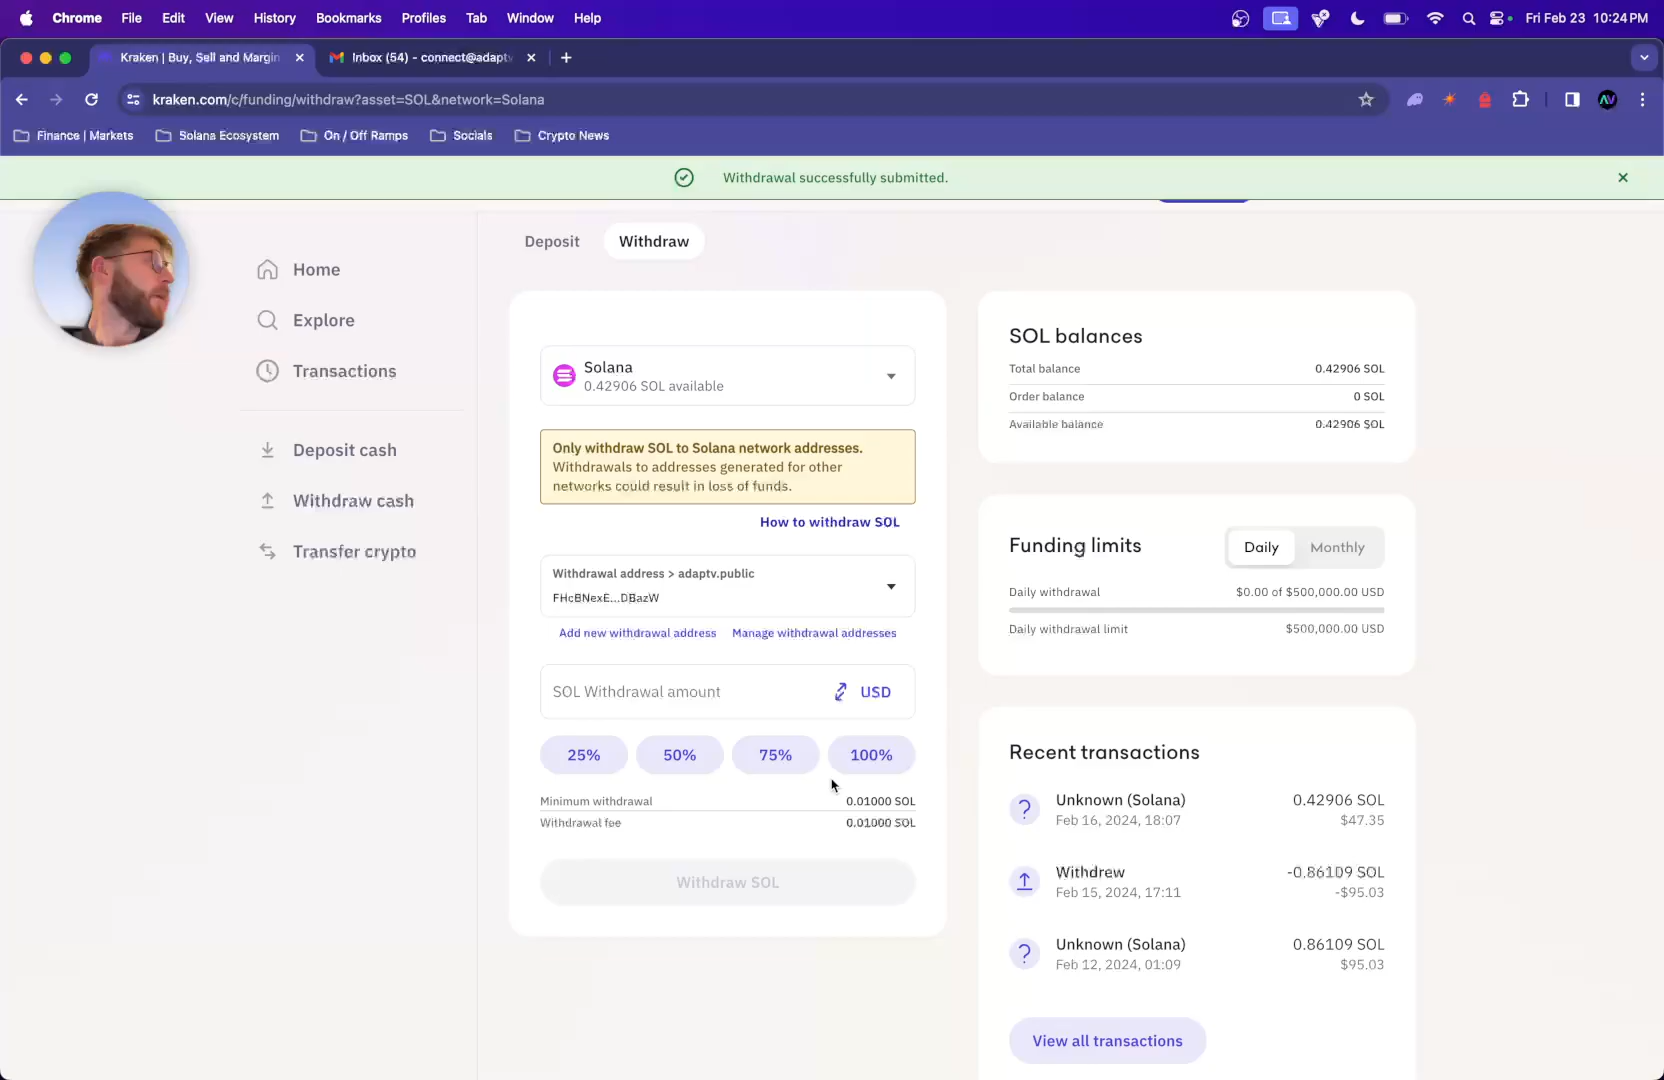 Chrome File Edit View History Bookmarks Profiles Tab Window Help Fri Feb 23 10:24 PM
Kraken | Buy, Sell and Margin
Inbox (54) - connect@adaptv
kraken.com/c/funding/withdraw?asset=SOL&network=Solana
Finance | Markets Solana Ecosystem On / Off Ramps Socials Crypto News
Withdrawal successfully submitted.
Deposit Withdraw
Home
Explore
Transactions
Deposit cash
Withdraw cash
Transfer crypto
Solana
0.42906 SOL available
Only withdraw SOL to Solana network addresses.
Withdrawals to addresses generated for other
networks could result in loss of funds.
How to withdraw SOL
Withdrawal address > adaptv.public
FHcBNexE...DBazW
Add new withdrawal address Manage withdrawal addresses
SOL Withdrawal amount USD
25% 50% 75% 100%
Minimum withdrawal 0.01000 SOL
Withdrawal fee 0.01000 SOL
Withdraw SOL
SOL balances
Total balance 0.42906 SOL
Order balance 0 SOL
Available balance 0.42906 SOL
Funding limits Daily Monthly
Daily withdrawal $0.00 of $500,000.00 USD
Daily withdrawal limit $500,000.00 USD
Recent transactions
Unknown (Solana) 0.42906 SOL
Feb 16, 2024, 18:07 $47.35
Withdrew -0.86109 SOL
Feb 15, 2024, 17:11 -$95.03
Unknown (Solana) 0.86109 SOL
Feb 12, 2024, 01:09 $95.03
View all transactions